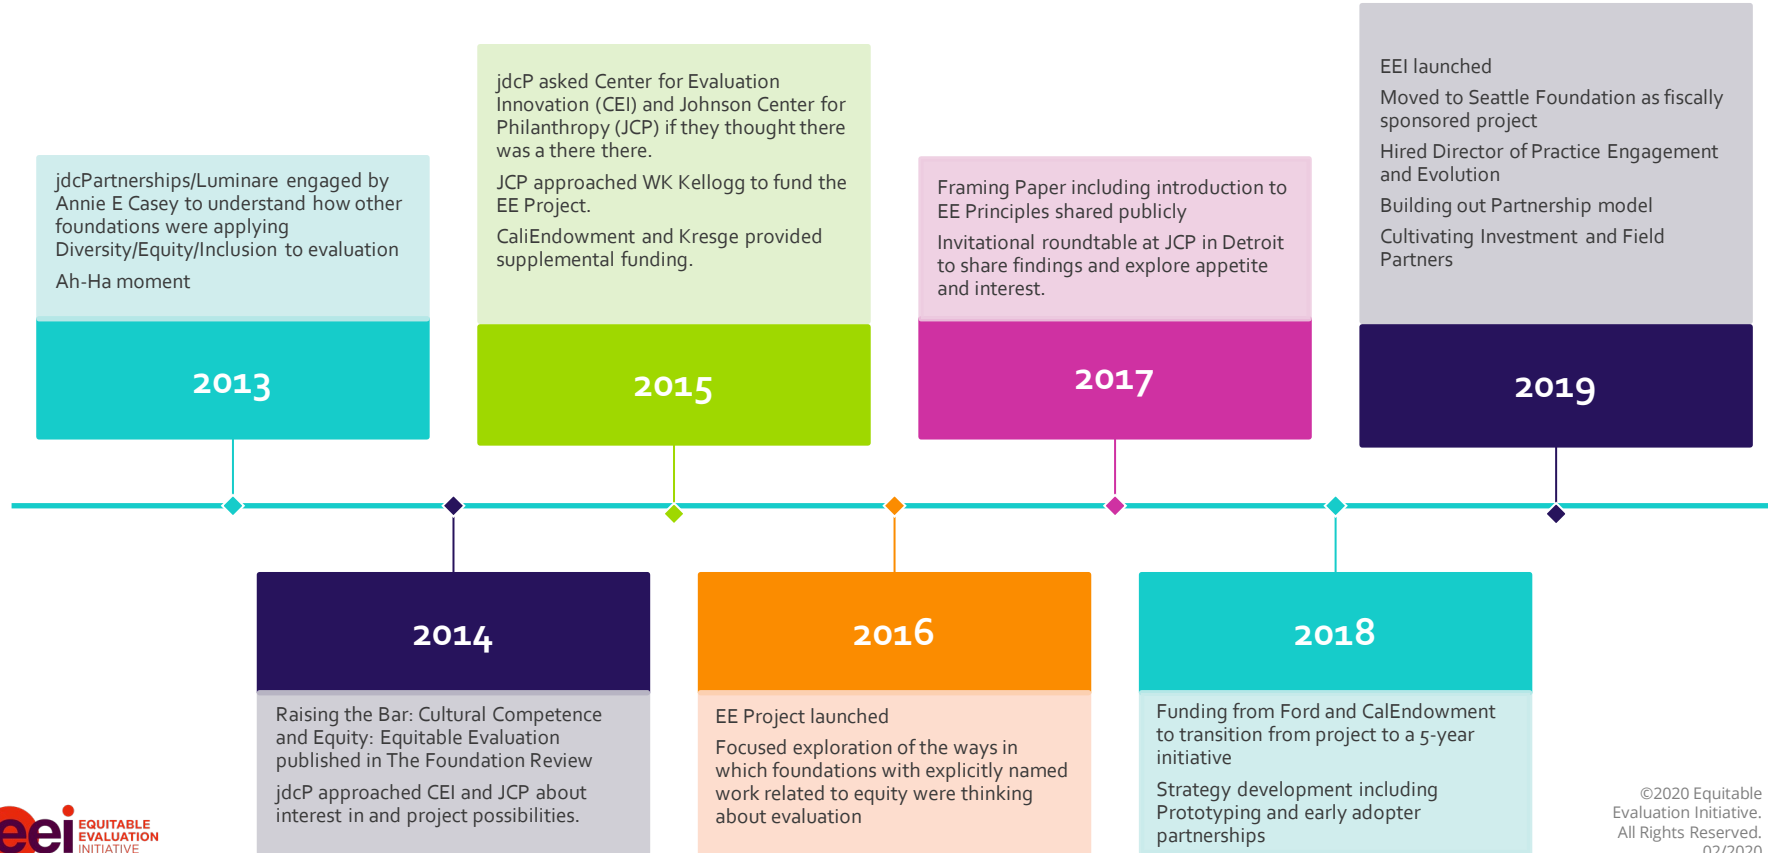 jdcPartnerships/Luminare engaged by
Annie E Casey to understand how other
foundations were applying
Diversity/Equity/Inclusion to evaluation
Ah-Ha moment
2013
jdcP asked Center for Evaluation
Innovation (CEI) and Johnson Center for
Philanthropy (JCP) if they thought there
was a there there.
JCP approached WK Kellogg to fund the
EE Project.
CaliEndowment and Kresge provided
supplemental funding.
2015
Framing Paper including introduction to
EE Principles shared publicly
Invitational roundtable at JCP in Detroit
to share findings and explore appetite
and interest.
2017
EEI launched
Moved to Seattle Foundation as fiscally
sponsored project
Hired Director of Practice Engagement
and Evolution
Building out Partnership model
Cultivating Investment and Field
Partners
2019
2014
Raising the Bar: Cultural Competence
and Equity: Equitable Evaluation
published in The Foundation Review
jdcP approached CEI and JCP about
interest in and project possibilities.
2016
EE Project launched
Focused exploration of the ways in
which foundations with explicitly named
work related to equity were thinking
about evaluation
2018
Funding from Ford and CalEndowment
to transition from project to a 5-year
initiative
Strategy development including
Prototyping and early adopter
partnerships
eei
EQUITABLE
EVALUATION
INITIATIVE
©2020 Equitable
Evaluation Initiative.
All Rights Reserved.
02/2020